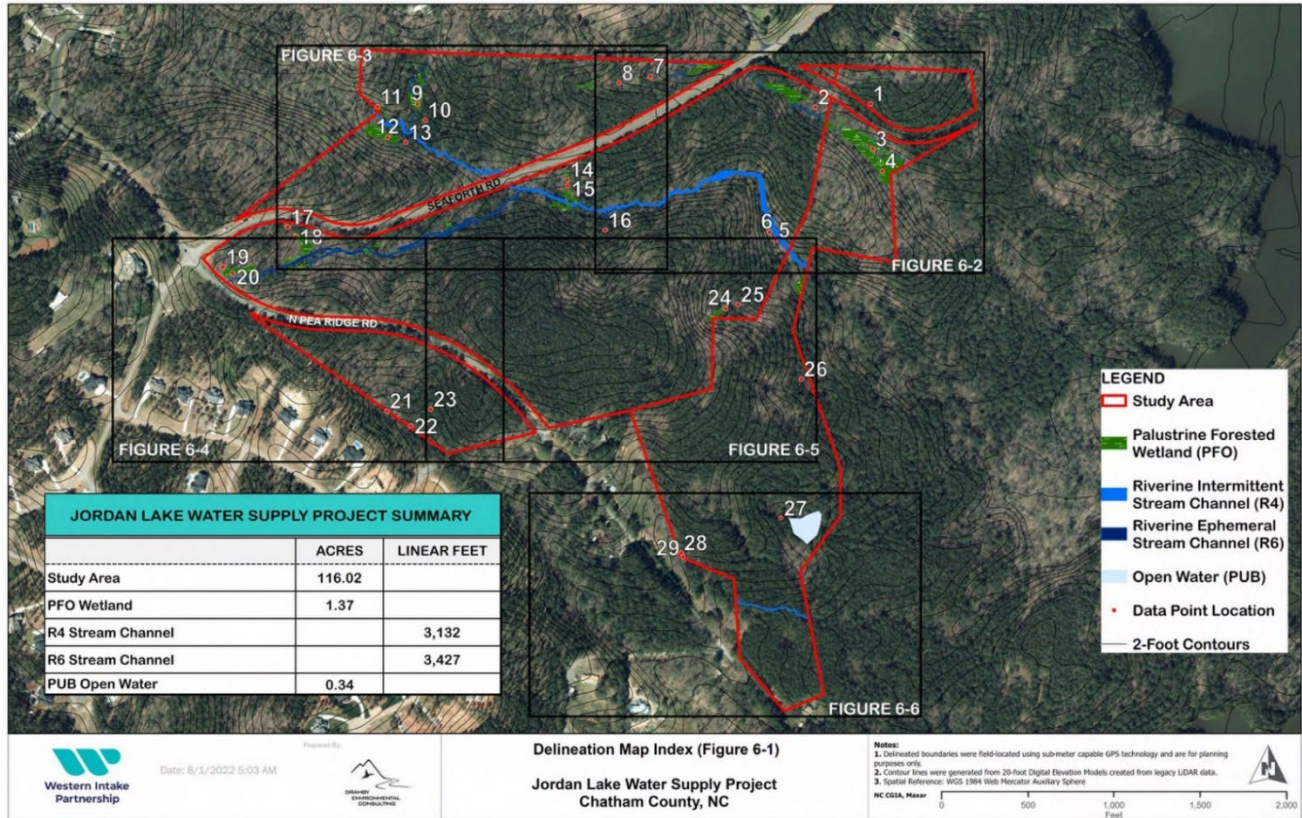 FIGURE 6-3
8
7
1
2
9
11
10
12
13
3
4
14
15
SEAFORTH RD
16
6
5
17
18
19
20
FIGURE 6-2
24
25
N PEA RIDGE RD
26
21
23
22
FIGURE 6-4
FIGURE 6-5
27
29
28
FIGURE 6-6
LEGEND
Study Area
Palustrine Forested
Wetland (PFO)
Riverine Intermittent
Stream Channel (R4)
Riverine Ephemeral
Stream Channel (R6)
Open Water (PUB)
Data Point Location
2-Foot Contours
JORDAN LAKE WATER SUPPLY PROJECT SUMMARY
ACRES LINEAR FEET
Study Area 116.02
PFO Wetland 1.37
R4 Stream Channel 3,132
R6 Stream Channel 3,427
PUB Open Water 0.34
Western Intake
Partnership
Date: 8/1/2022 5:03 AM
Prepared By:
ENVIRONMENTAL
CONSULTING
Delineation Map Index (Figure 6-1)
Jordan Lake Water Supply Project
Chatham County, NC
Notes:
1. Delineated boundaries were field-located using sub-meter capable GPS technology and are for planning
purposes only.
2. Contour lines were generated from 20-foot Digital Elevation Models created from legacy LiDAR data.
3. Spatial Reference: WGS 1984 Web Mercator Auxiliary Sphere
NC CGIA, Maxar
0 500 1,000 1,500 2,000
Feet
N